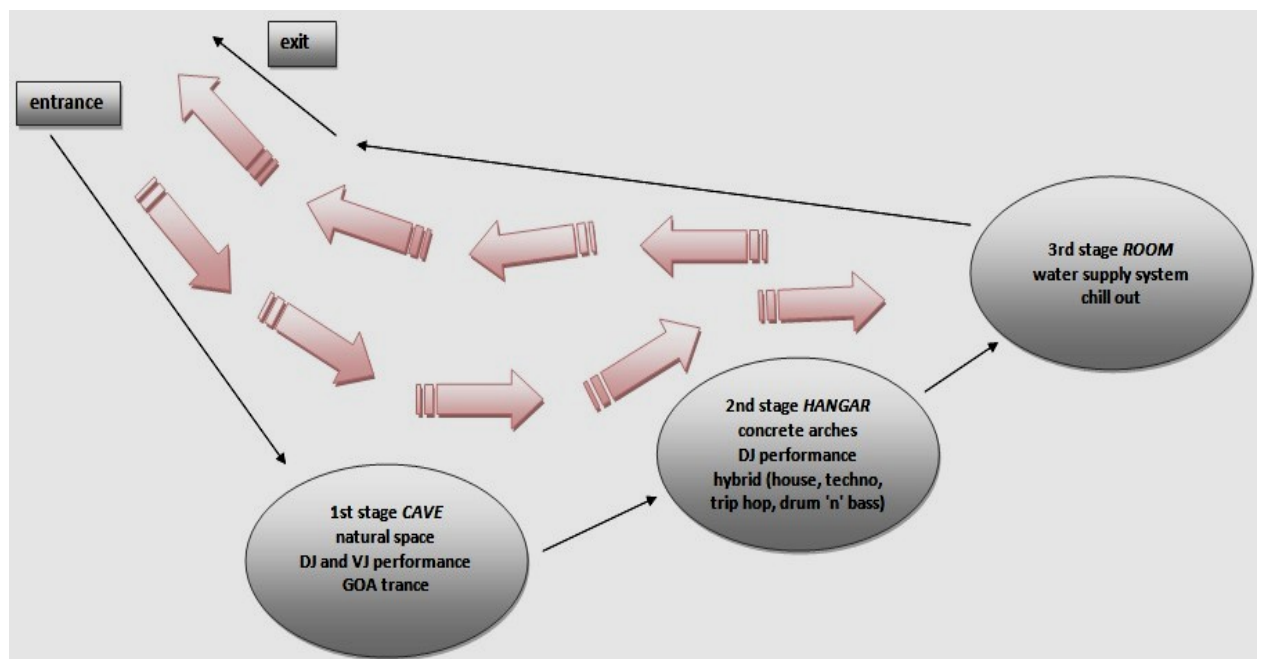 exit
entrance
3rd stage ROOM
water supply system
chill out
2nd stage HANGAR
concrete arches
DJ performance
hybrid (house, techno,
trip hop, drum 'n' bass)
1st stage CAVE
natural space
DJ and VJ performance
GOA trance